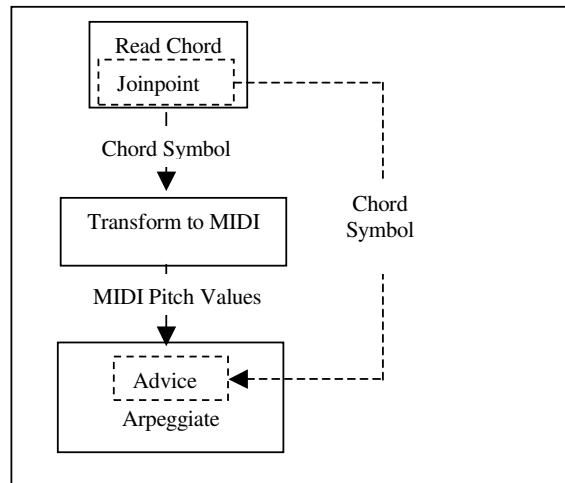 Read Chord
Joinpoint
Chord Symbol
Transform to MIDI
Chord
Symbol
MIDI Pitch Values
Advice
Arpeggiate